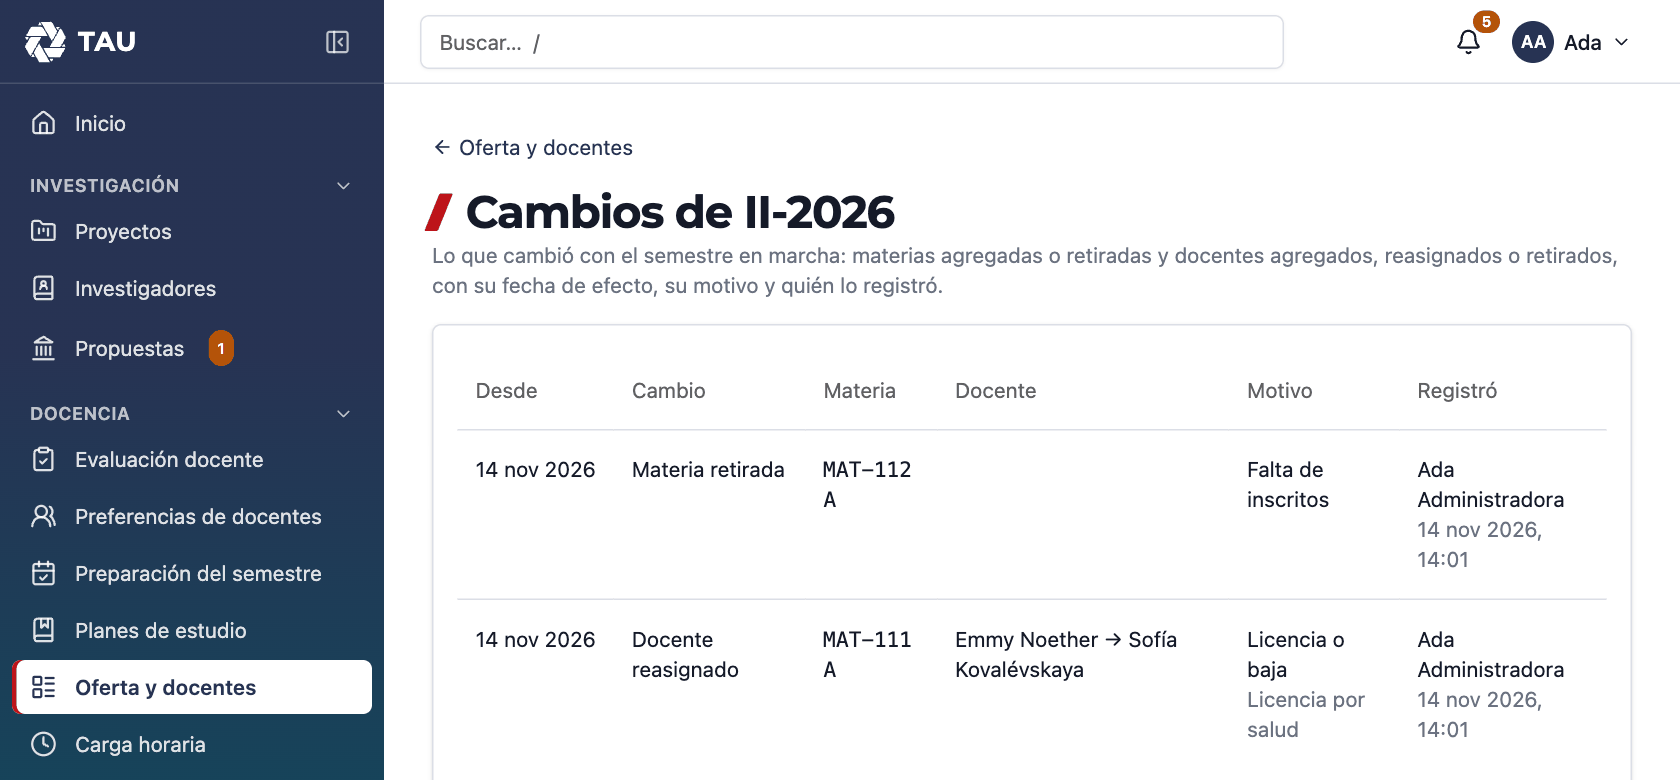 TAU
Buscar... /
5
AA
Ada
Inicio
INVESTIGACIÓN
Proyectos
Investigadores
Propuestas
1
DOCENCIA
Evaluación docente
Preferencias de docentes
Preparación del semestre
Planes de estudio
Oferta y docentes
Carga horaria
← Oferta y docentes
Cambios de II-2026
Lo que cambió con el semestre en marcha: materias agregadas o retiradas y docentes agregados, reasignados o retirados,
con su fecha de efecto, su motivo y quién lo registró.
Desde Cambio Materia Docente Motivo Registró
14 nov 2026 Materia retirada MAT-112 Falta de Ada
A inscritos Administradora
14 nov 2026,
14:01
14 nov 2026 Docente MAT-111 Emmy Noether → Sofía Licencia o Ada
reasignado A Kovalévskaya baja Administradora
Licencia por 14 nov 2026,
salud 14:01